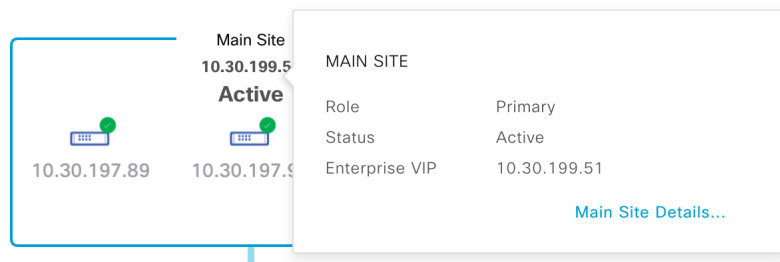 Main Site
10.30.199.5
Active
10.30.197.89
10.30.197.9
MAIN SITE
Role Primary
Status Active
Enterprise VIP 10.30.199.51
Main Site Details...